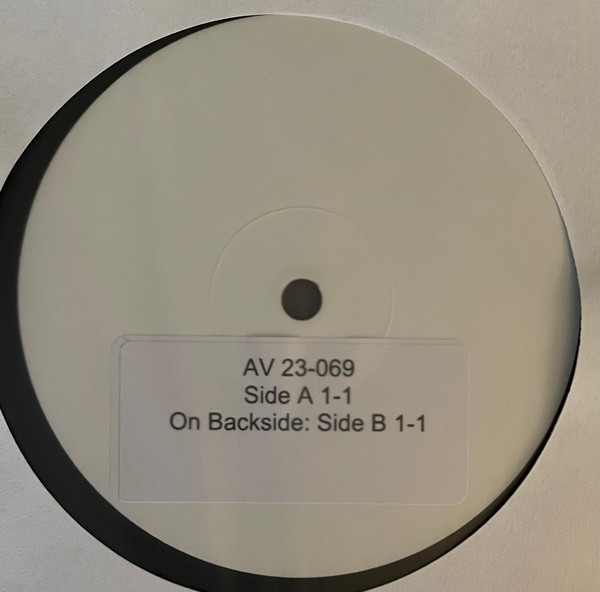 AV 23-069
Side A 1-1
On Backside: Side B 1-1